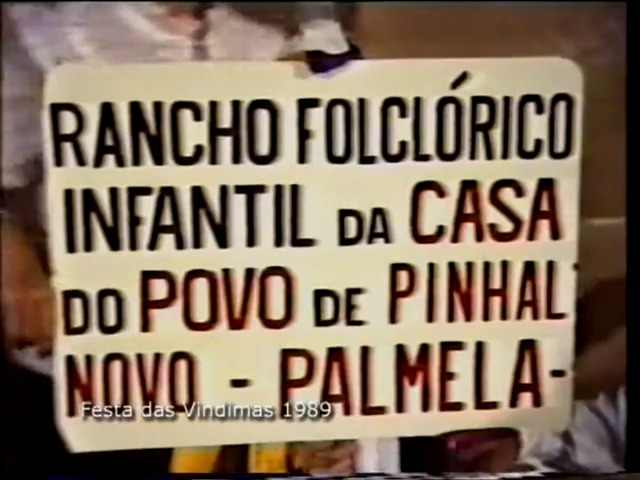 RANCHO FOLCLÓRICO
INFANTIL DA CASA
DO POVO DE PINHAL
NOVO - PALMELA-
Festa das Vindimas 1989